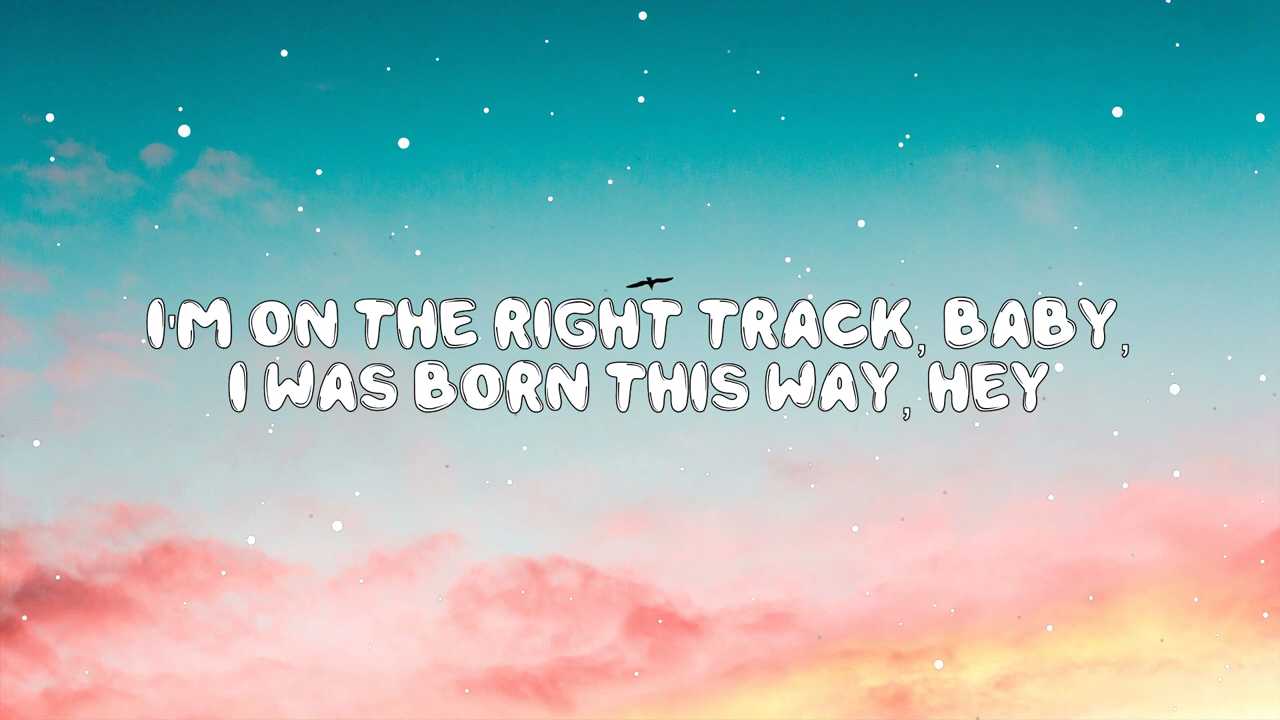 I'M ON THE RIGHT TRACK, BABY,
I WAS BORN THIS WAY, HEY